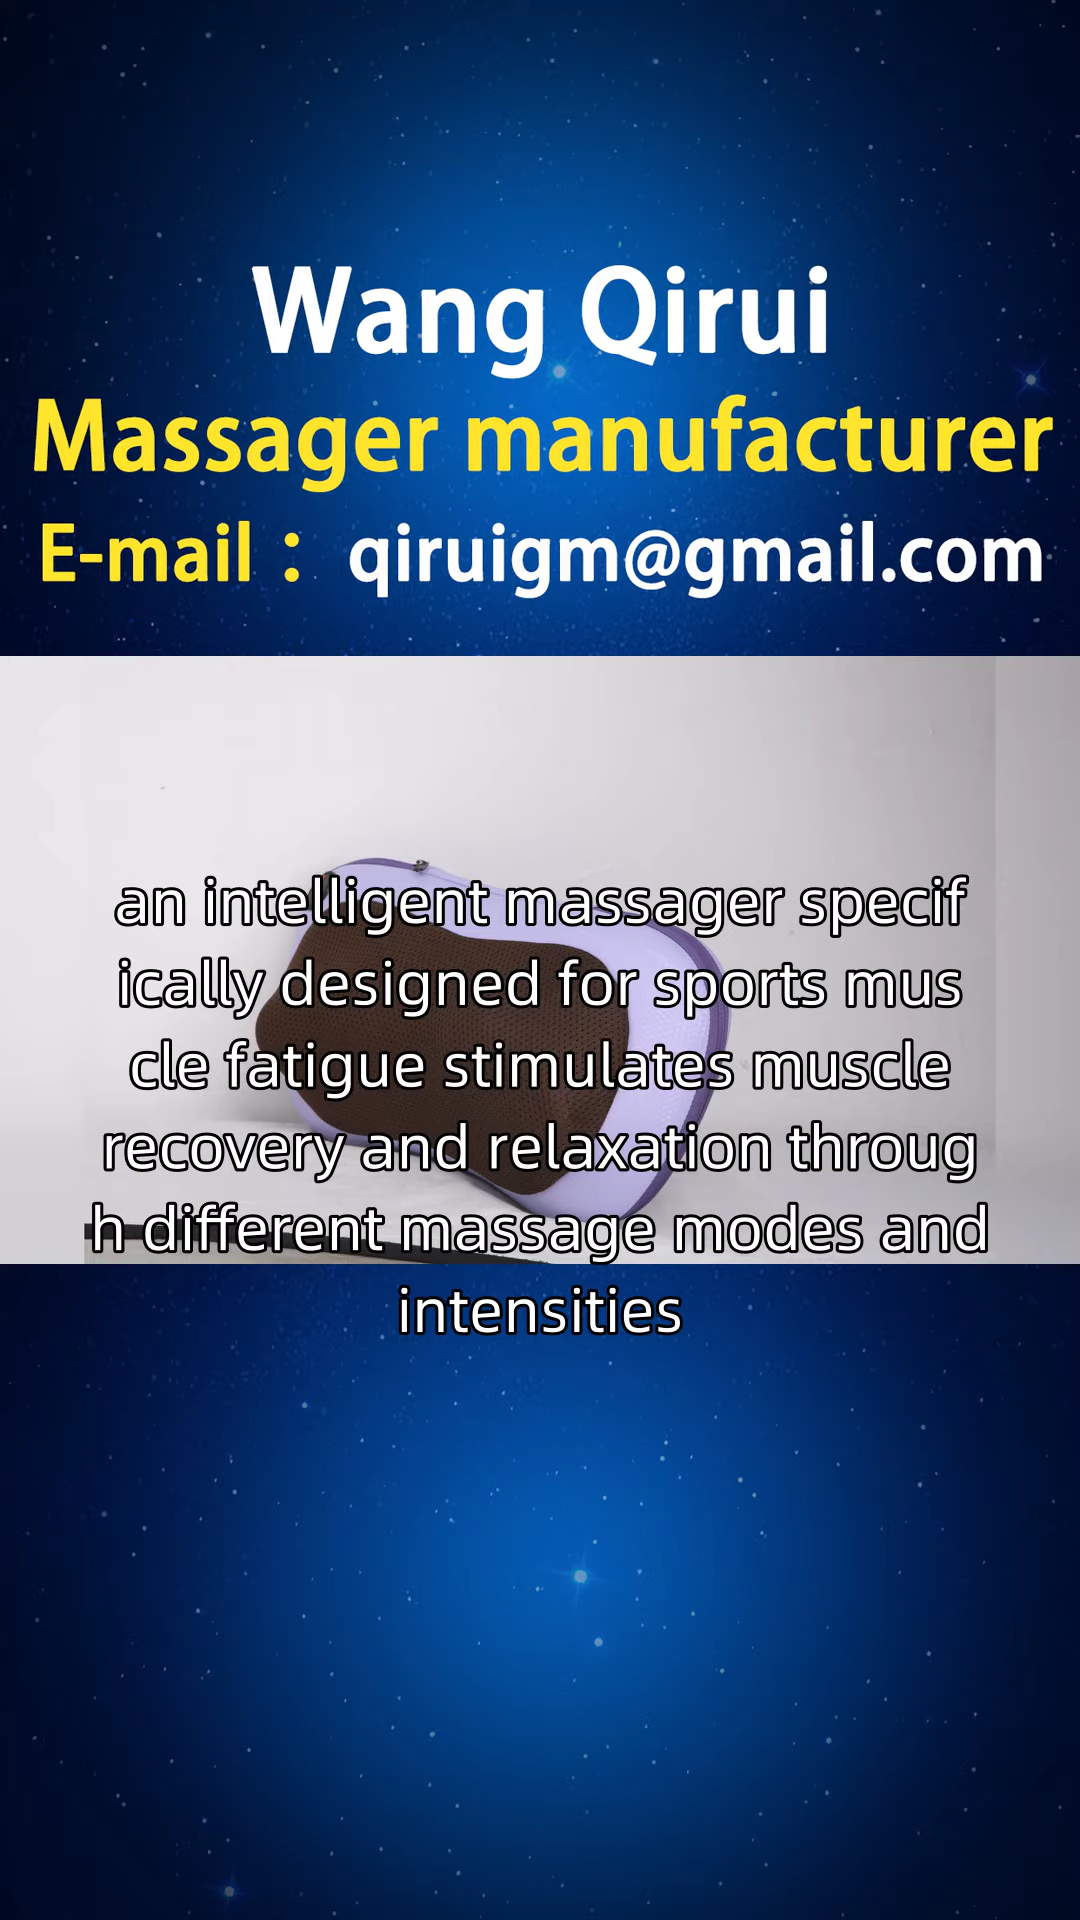 Wang Qirui
Massager manufacturer
E-mail： qiruigm@gmail.com
an intelligent massager specif
ically designed for sports mus
cle fatigue stimulates muscle
recovery and relaxation throug
h different massage modes and
intensities